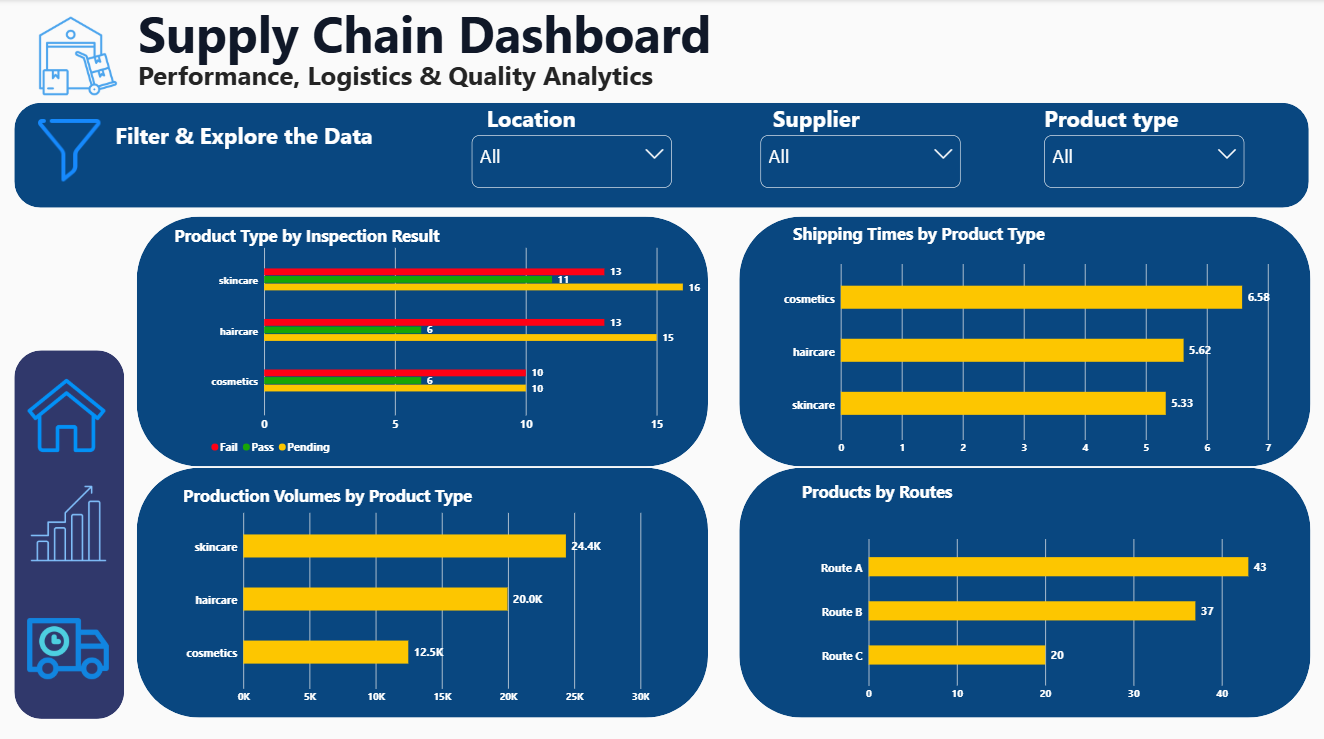 Supply Chain Dashboard
Performance, Logistics & Quality Analytics
Filter & Explore the Data
Location
All
Supplier
All
Product type
All
Product Type by Inspection Result
skincare
13
11
16
haircare
13
6
15
cosmetics
10
6
10
0 5 10 15
Fail Pass Pending
Shipping Times by Product Type
cosmetics 6.58
haircare 5.62
skincare 5.33
0 1 2 3 4 5 6 7
Production Volumes by Product Type
skincare 24.4K
haircare 20.0K
cosmetics 12.5K
0K 5K 10K 15K 20K 25K 30K
Products by Routes
Route A 43
Route B 37
Route C 20
0 10 20 30 40